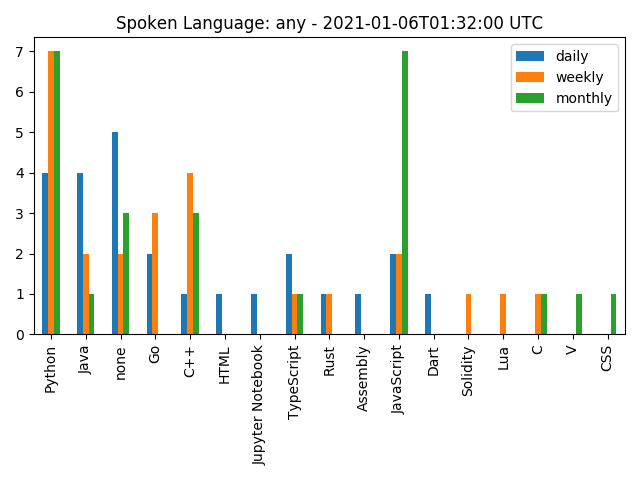 Spoken Language: any - 2021-01-06T01:32:00 UTC
daily
weekly
monthly
7
6
5
4
3
2
1
0
Python
Java
none
Go
C++
HTML
Jupyter Notebook
TypeScript
Rust
Assembly
JavaScript
Dart
Solidity
Lua
C
V
CSS